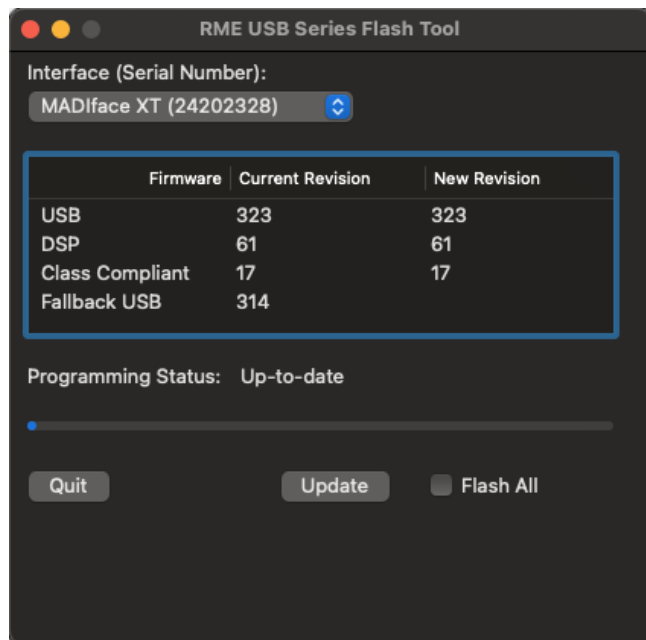 RME USB Series Flash Tool
Interface (Serial Number):
MADIface XT (24202328)
Firmware Current Revision New Revision
USB 323 323
DSP 61 61
Class Compliant 17 17
Fallback USB 314
Programming Status: Up-to-date
Quit Update Flash All